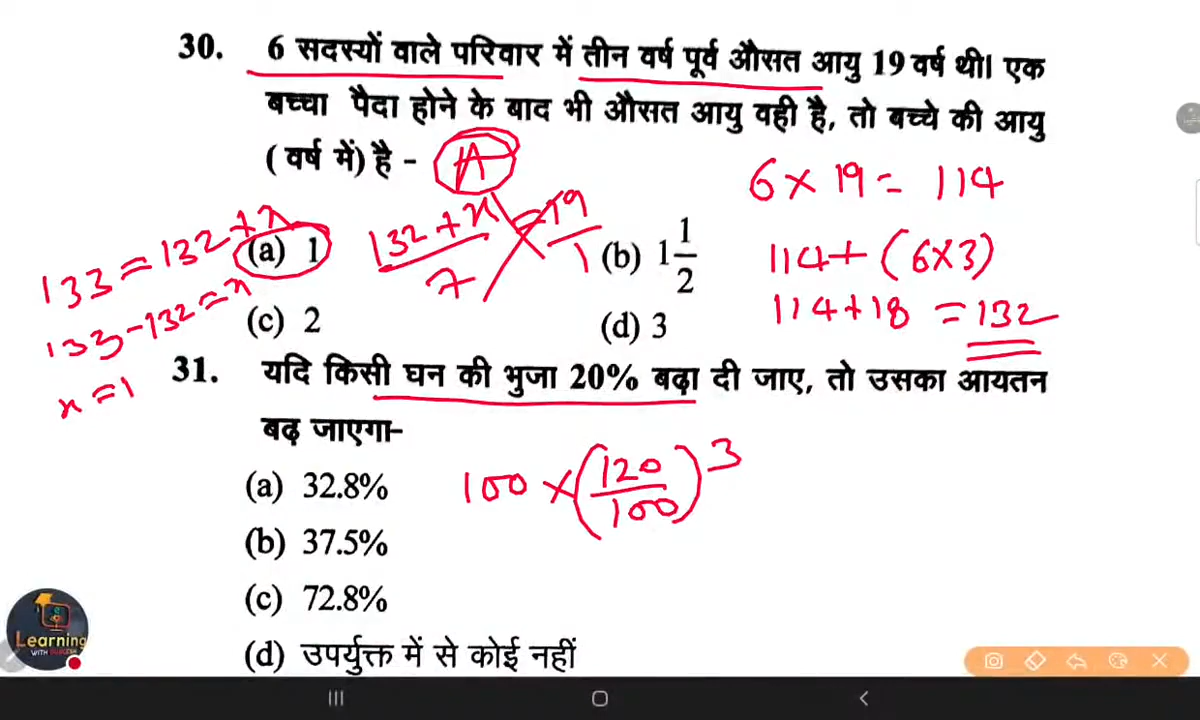 30. 6 सदस्यों वाले परिवार में तीन वर्ष पूर्व औसत आयु 19 वर्ष थी। एक
बच्चा पैदा होने के बाद भी औसत आयु वही है, तो बच्चे की आयु
(वर्ष में) है - A
6 × 19 = 114
133 = 132 + x
(a) 1
132 + x / 7 = 19 / 1
(b) 1 1/2
114 + (6×3)
133 - 132 = x
(c) 2
(d) 3
114 + 18 = 132
x = 1
31. यदि किसी घन की भुजा 20% बढ़ा दी जाए, तो उसका आयतन
बढ़ जाएगा-
(a) 32.8%
100 × (120/100)3
(b) 37.5%
(c) 72.8%
(d) उपर्युक्त में से कोई नहीं
Learning